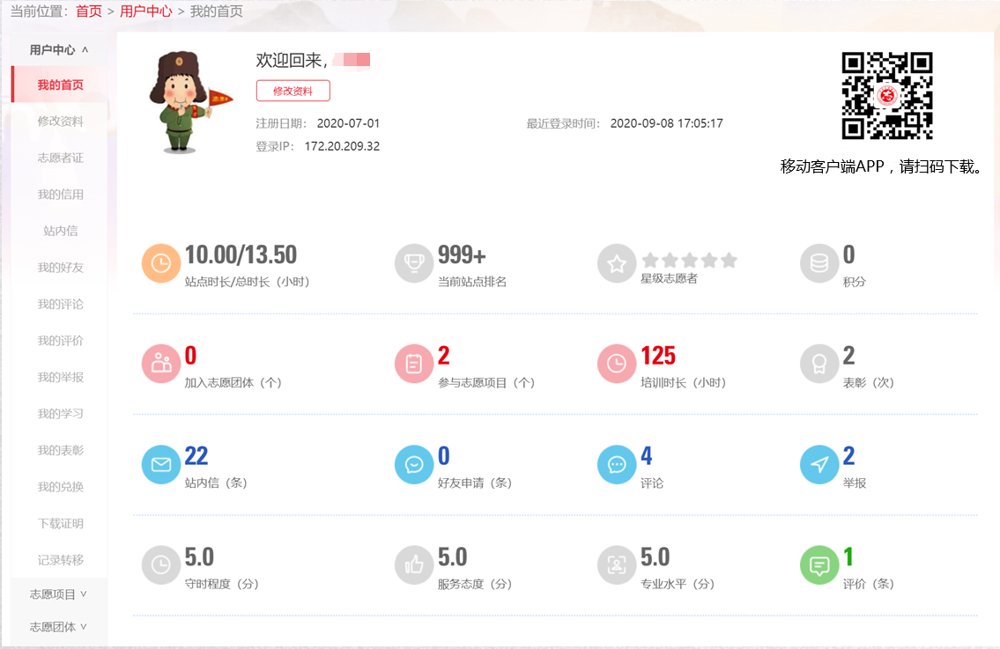 当前位置：首页 > 用户中心 > 我的首页
用户中心
我的首页
修改资料
志愿者证
我的信用
站内信
我的好友
我的评论
我的评价
我的举报
我的学习
我的表彰
我的兑换
下载证明
记录转移
志愿项目
志愿团体
欢迎回来，
修改资料
注册日期： 2020-07-01
最近登录时间： 2020-09-08 17:05:17
登录IP： 172.20.209.32
移动客户端APP，请扫码下载。
10.00/13.50
站点时长/总时长（小时）
999+
当前站点排名
星级志愿者
0
积分
0
加入志愿团体（个）
2
参与志愿项目（个）
125
培训时长（小时）
2
表彰（次）
22
站内信（条）
0
好友申请（条）
4
评论
2
举报
5.0
守时程度（分）
5.0
服务态度（分）
5.0
专业水平（分）
1
评价（条）